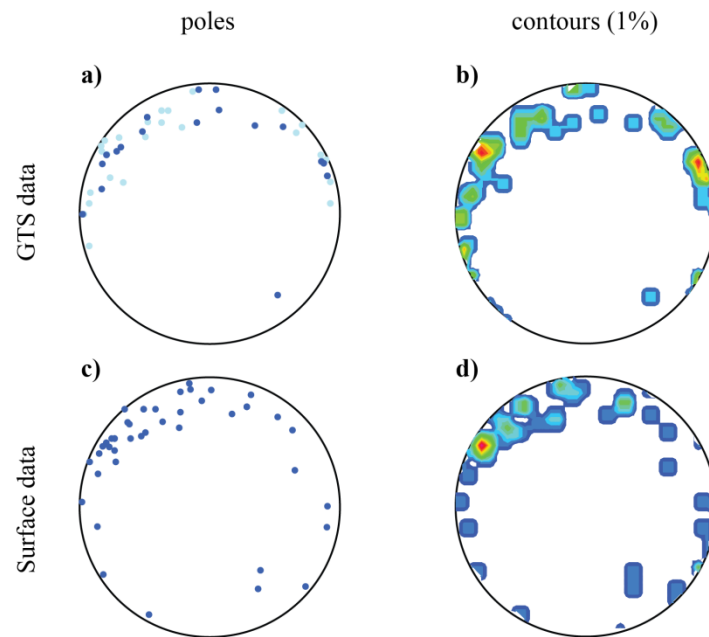 poles
contours (1%)
a)
b)
GTS data
c)
d)
Surface data